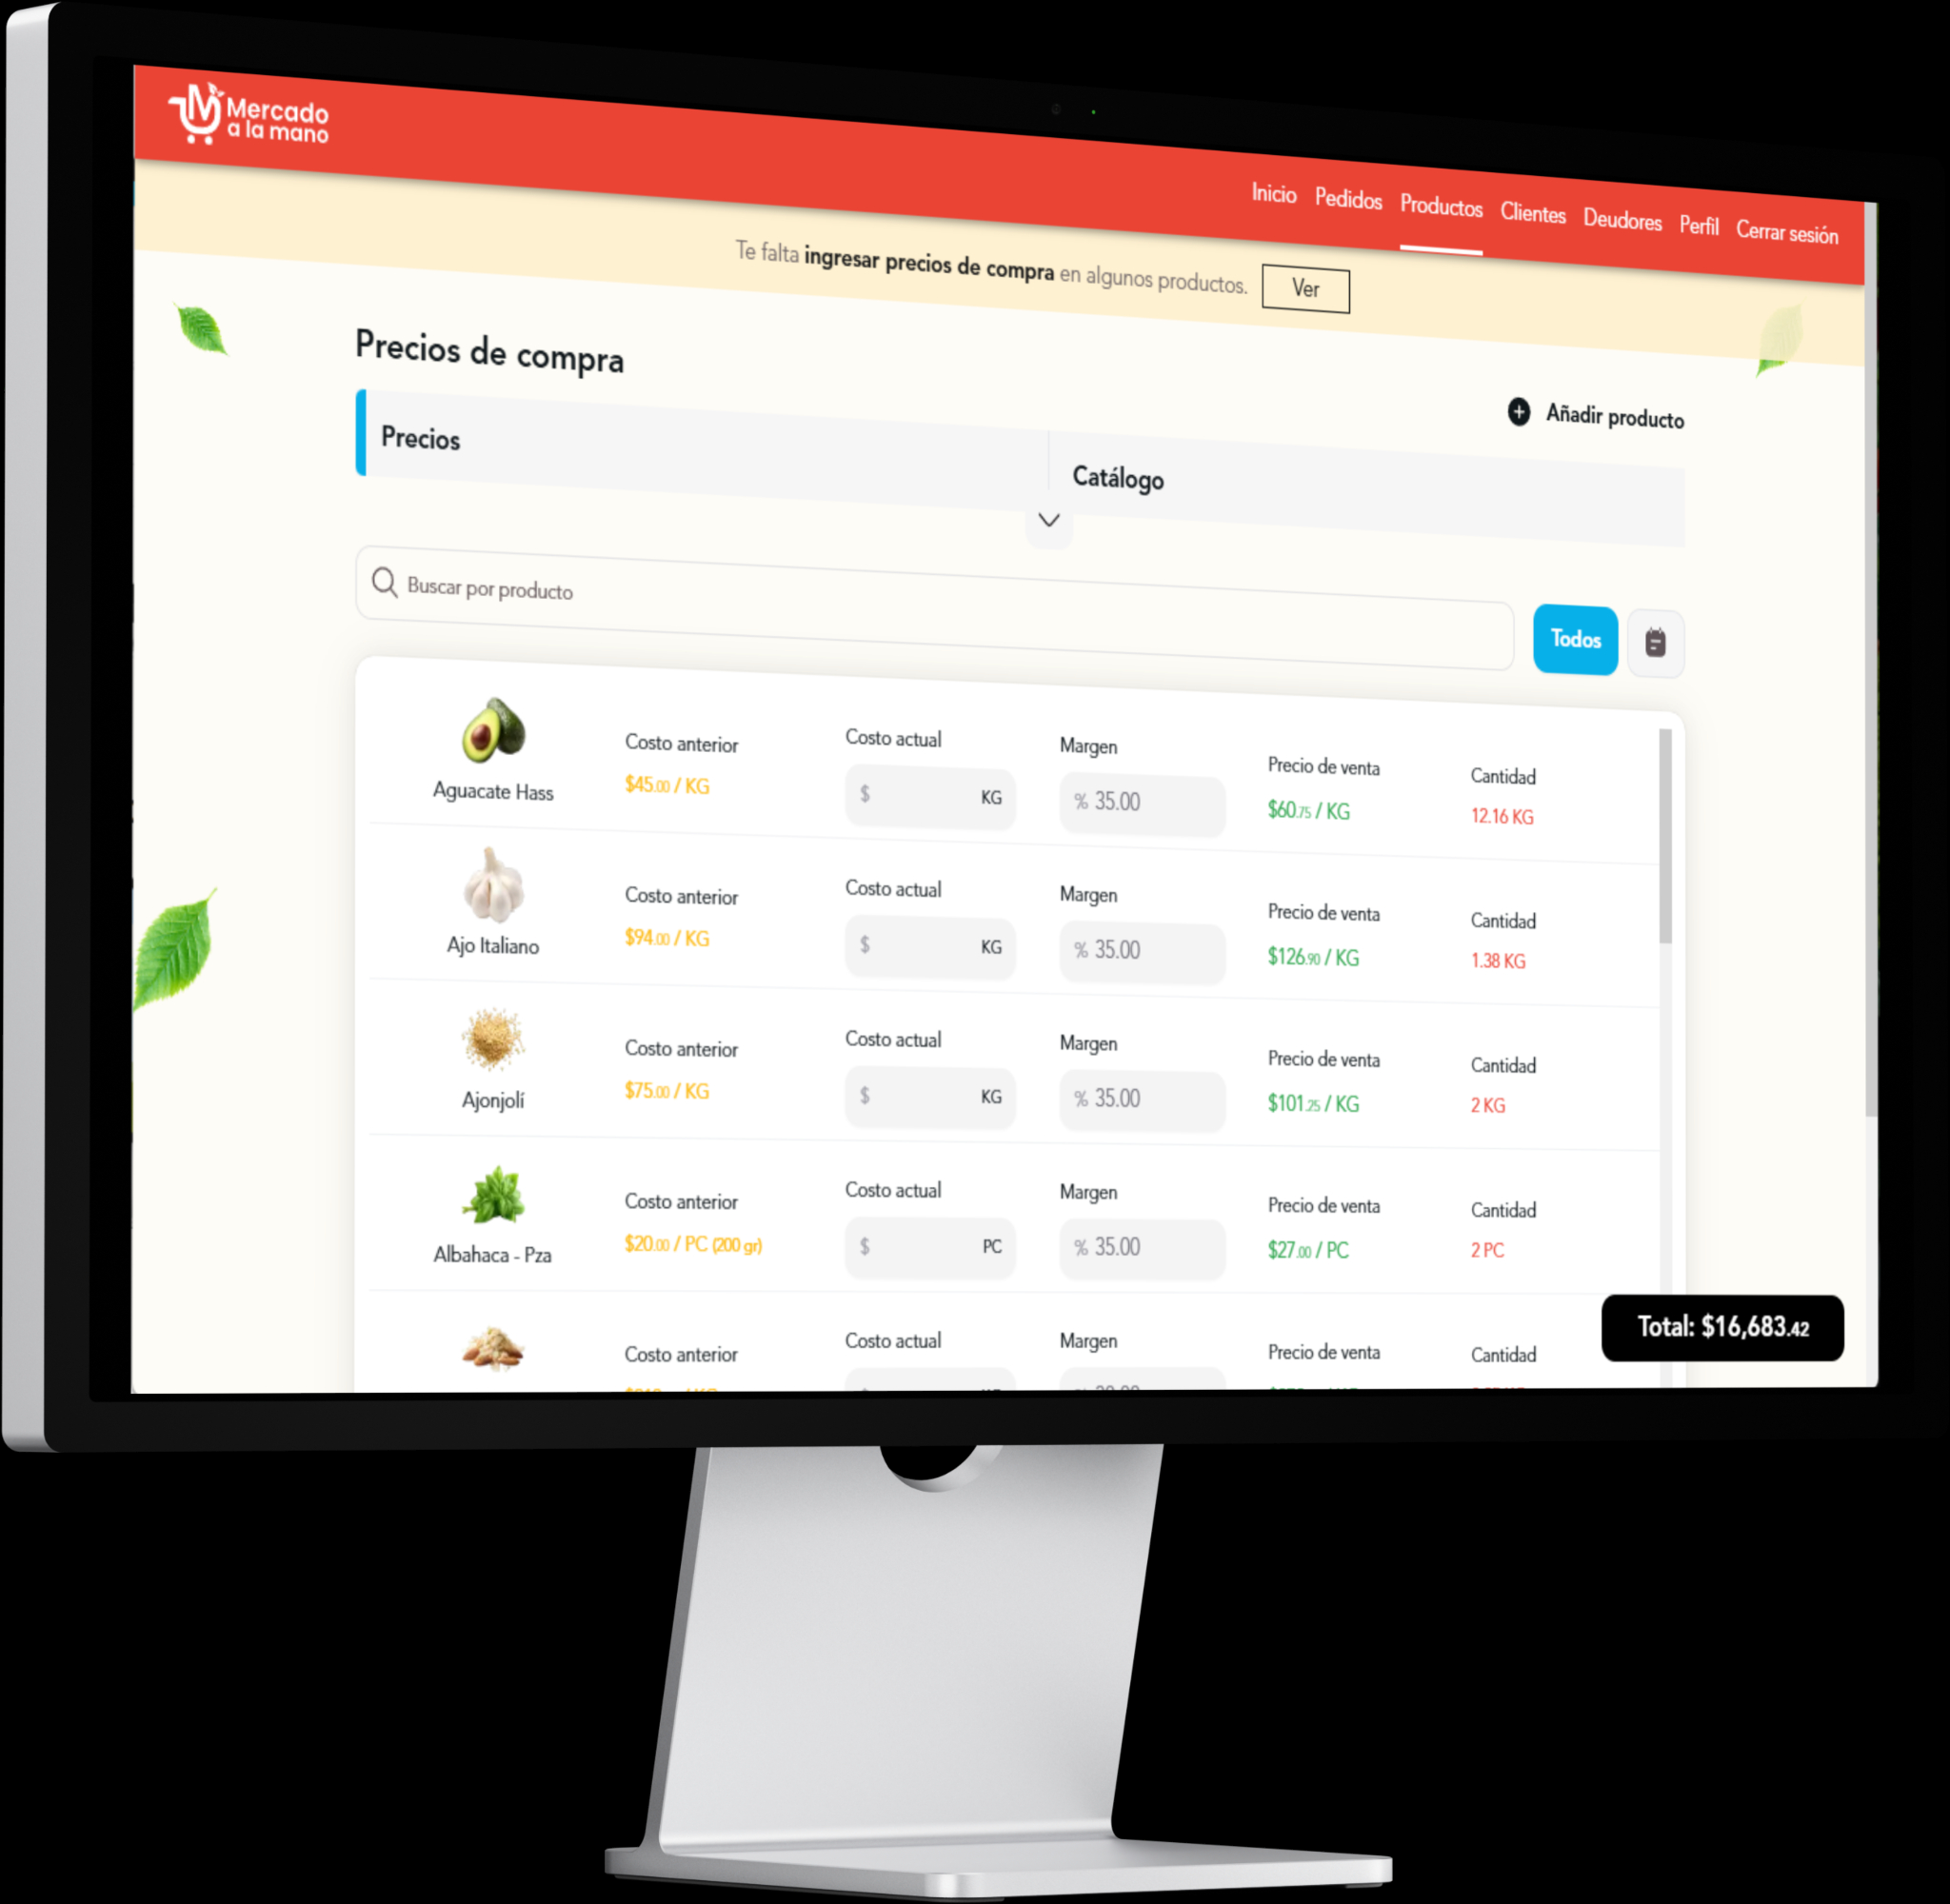 Mercado
a la mano
Inicio Pedidos Productos Clientes Deudores Perfil Cerrar sesión
Te falta ingresar precios de compra en algunos productos. Ver
Precios de compra
Añadir producto
Precios
Catálogo
Buscar por producto
Todos
Aguacate Hass
Costo anterior
$45.00 / KG
Costo actual
$ KG
Margen
% 35.00
Precio de venta
$60.75 / KG
Cantidad
12.16 KG
Ajo Italiano
Costo anterior
$94.00 / KG
Costo actual
$ KG
Margen
% 35.00
Precio de venta
$126.90 / KG
Cantidad
1.38 KG
Ajonjolí
Costo anterior
$75.00 / KG
Costo actual
$ KG
Margen
% 35.00
Precio de venta
$101.25 / KG
Cantidad
2 KG
Albahaca - Pza
Costo anterior
$20.00 / PC (200 gr)
Costo actual
$ PC
Margen
% 35.00
Precio de venta
$27.00 / PC
Cantidad
2 PC
Costo anterior
Costo actual
Margen
Precio de venta
Cantidad
Total: $16,683.42